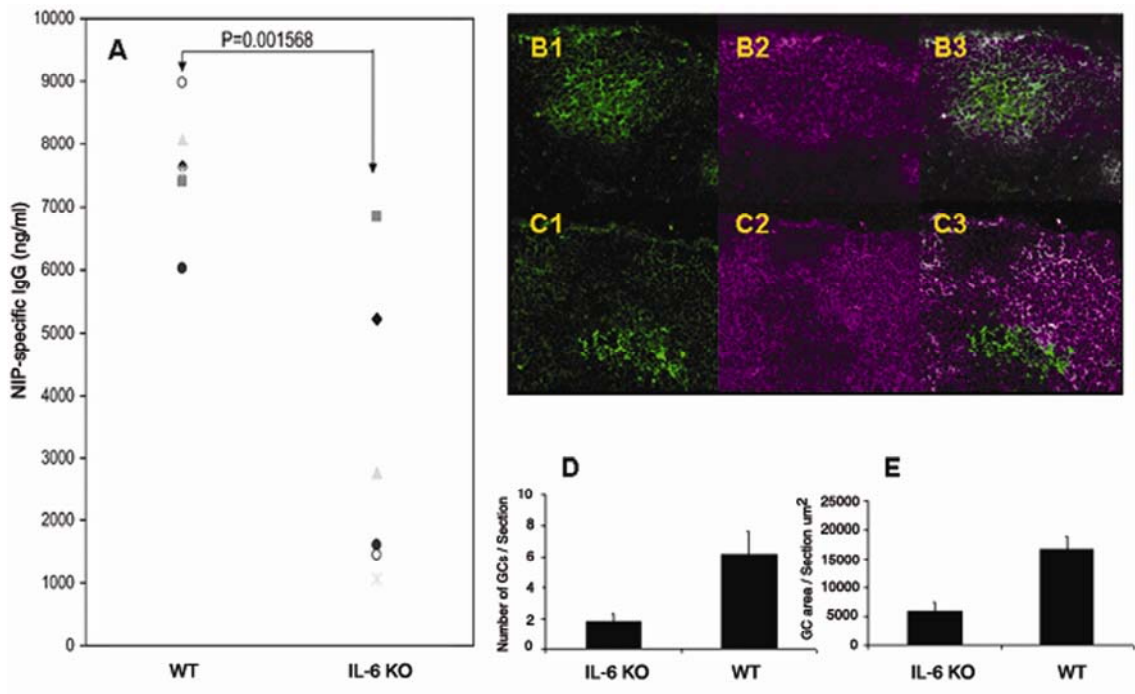 A
P=0.001568
NIP-specific IgG (ng/ml)
10000
9000
8000
7000
6000
5000
4000
3000
2000
1000
0
WT
IL-6 KO
B1
B2
B3
C1
C2
C3
D
Number of GCs / Section
10
8
6
4
2
0
IL-6 KO
WT
E
GC area / Section um²
25000
20000
15000
10000
5000
0
IL-6 KO
WT